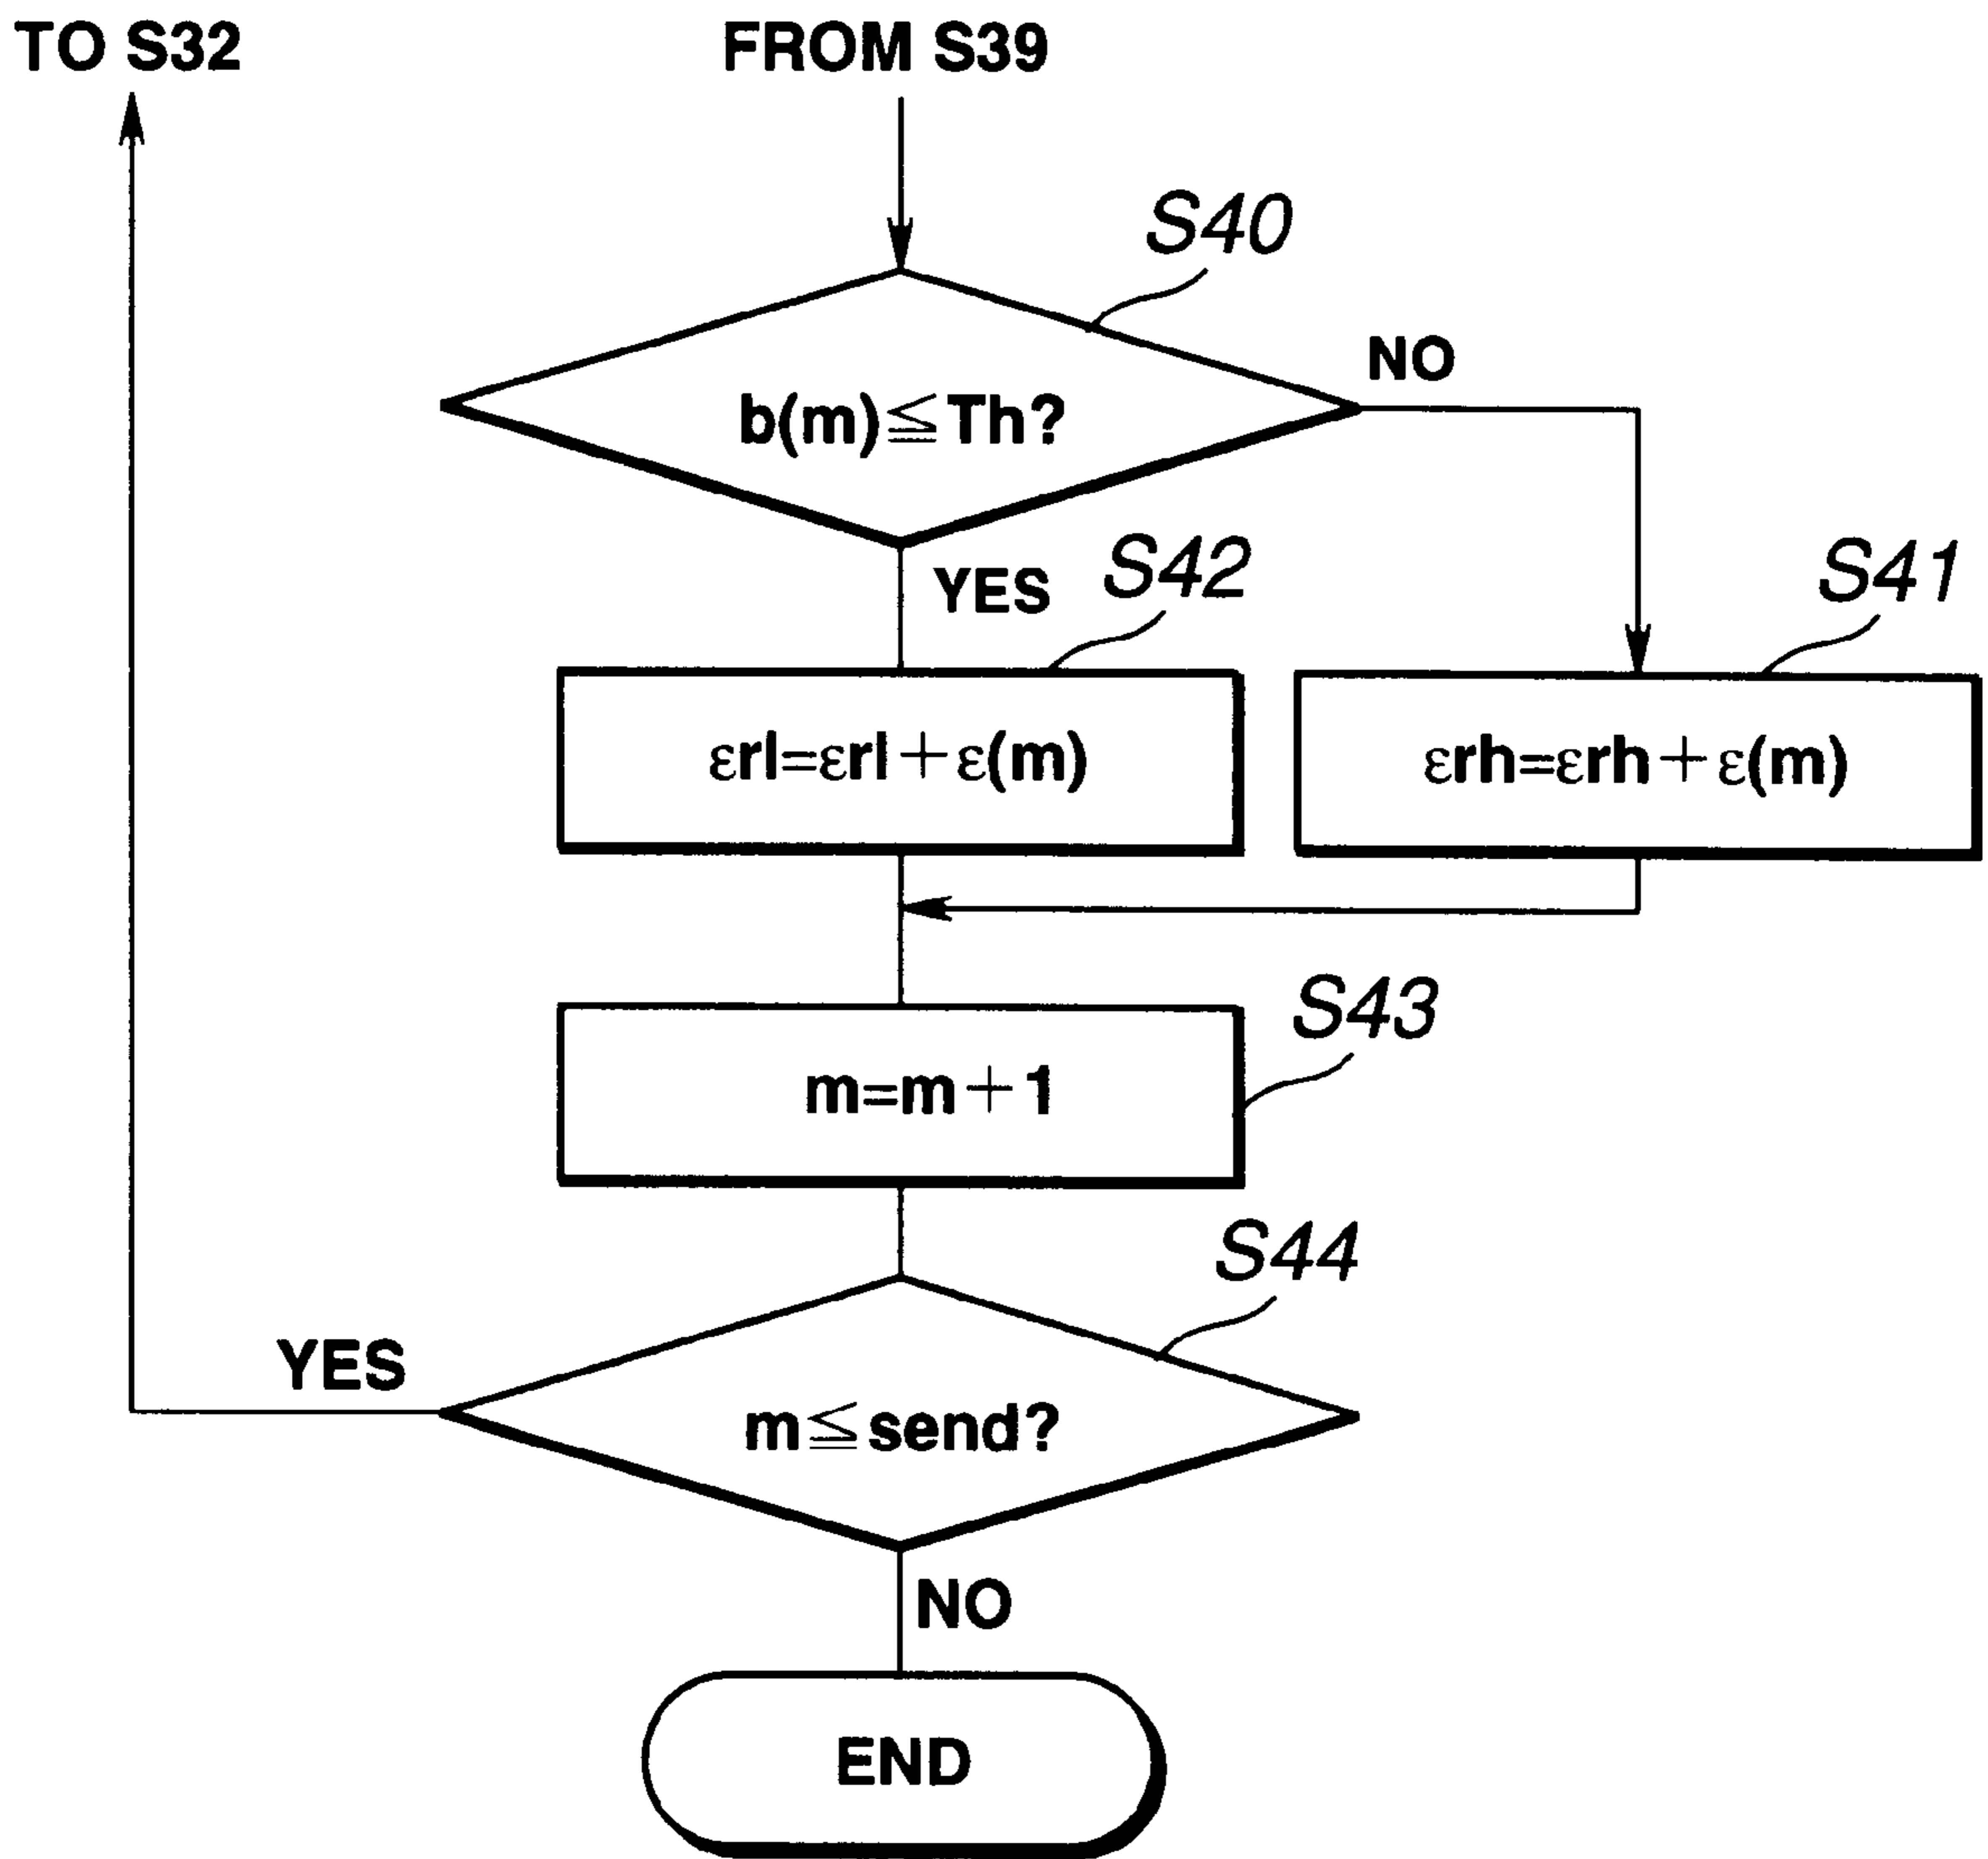 TO S32
FROM S39
S40
b(m)≦Th?
NO
YES
S42
S41
εrl=εrl+ε(m)
εrh=εrh+ε(m)
S43
m=m+1
S44
YES
m≦send?
NO
END